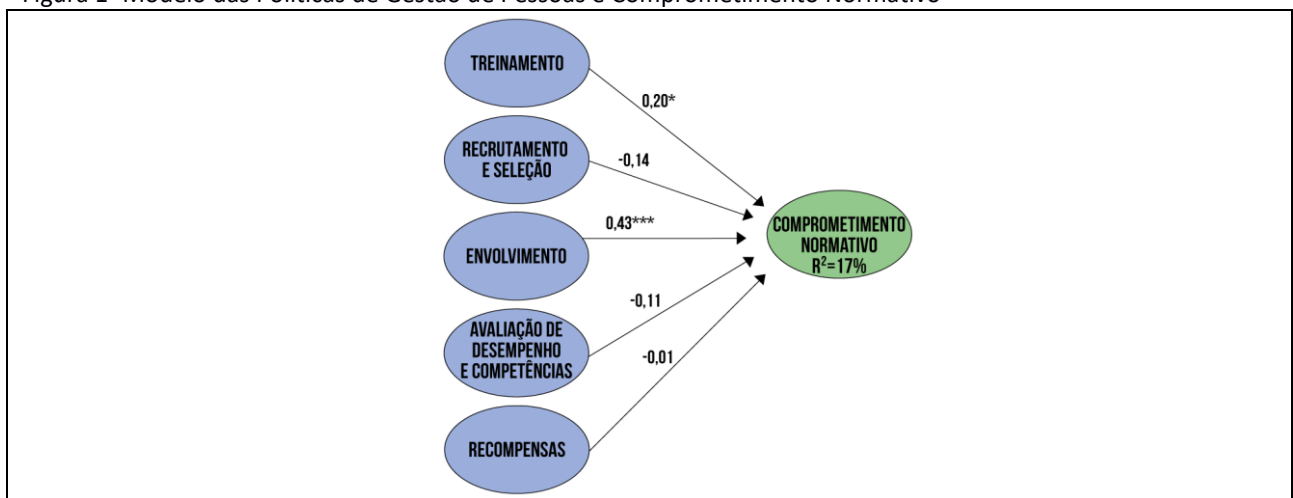 Figura 1- Modelo das Políticas de Gestão de Pessoas e Comprometimento Normativo
TREINAMENTO
0,20*
RECRUTAMENTO
E SELEÇÃO
-0,14
ENVOLVIMENTO
0,43***
COMPROMETIMENTO
NORMATIVO
R²=17%
AVALIAÇÃO DE
DESEMPENHO
E COMPETÊNCIAS
-0,11
RECOMPENSAS
-0,01